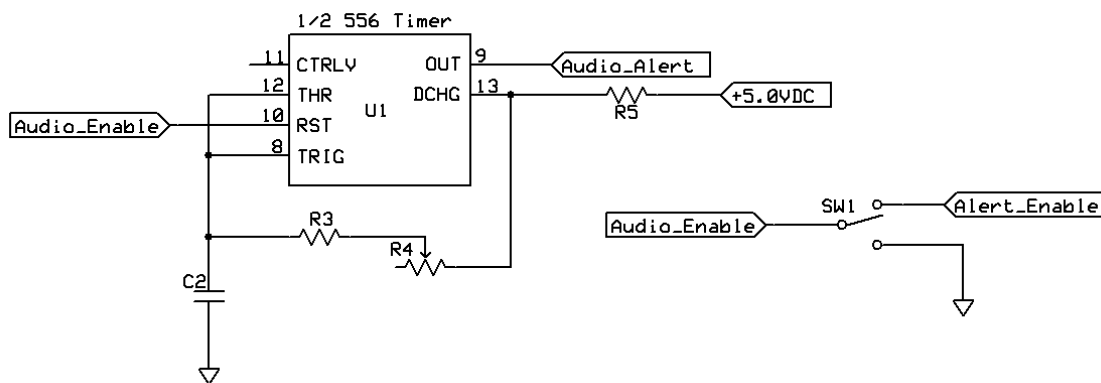 1/2 556 Timer
11 CTRLV OUT 9 Audio_Alert
12 THR DCHG 13 R5 +5.0VDC
U1
Audio_Enable 10 RST
8 TRIG
R3
R4
C2
SW1 Alert_Enable
Audio_Enable